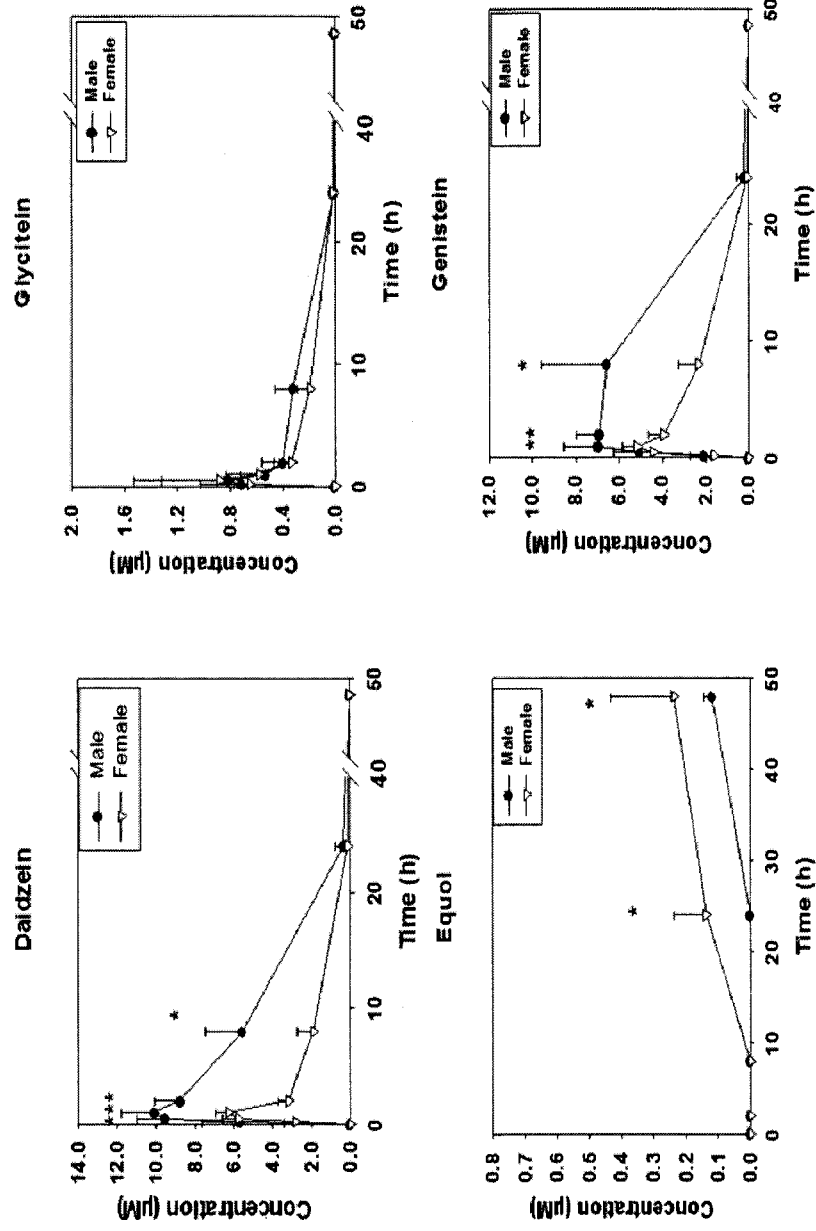 Daidzein
14.0
12.0
10.0
8.0
6.0
4.0
2.0
0.0
Concentration (µM)
***
*
Male
Female
0
10
20
40
50
Time (h)
Glycitein
2.0
1.6
1.2
0.8
0.4
0.0
Concentration (µM)
Male
Female
0
10
20
40
50
Time (h)
Equol
0.8
0.7
0.6
0.5
0.4
0.3
0.2
0.1
0.0
Concentration (µM)
*
*
Male
Female
0
10
20
30
40
50
Time (h)
Genistein
12.0
10.0
8.0
6.0
4.0
2.0
0.0
Concentration (µM)
**
*
Male
Female
0
10
20
40
50
Time (h)